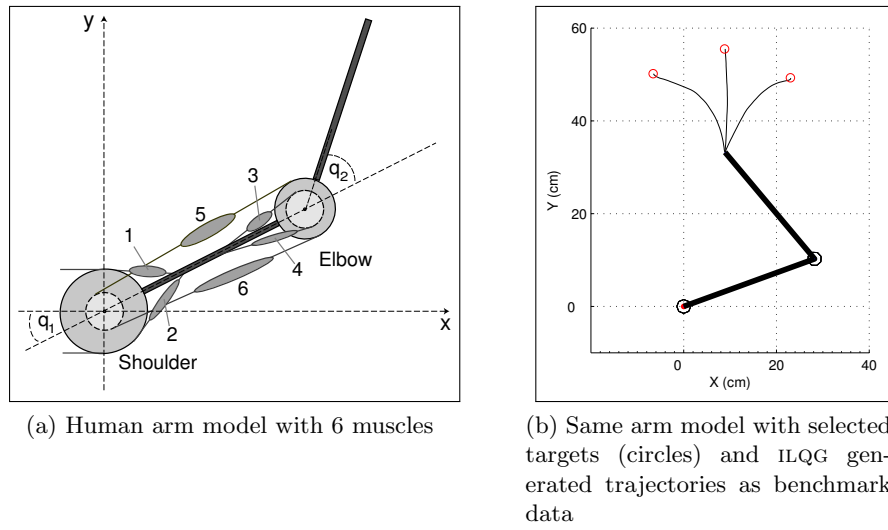 y
x
q1
q2
1
2
3
4
5
6
Shoulder
Elbow
(a) Human arm model with 6 muscles
60
40
20
0
0
20
40
Y (cm)
X (cm)
(b) Same arm model with selected
targets (circles) and ILQG gen-
erated trajectories as benchmark
data